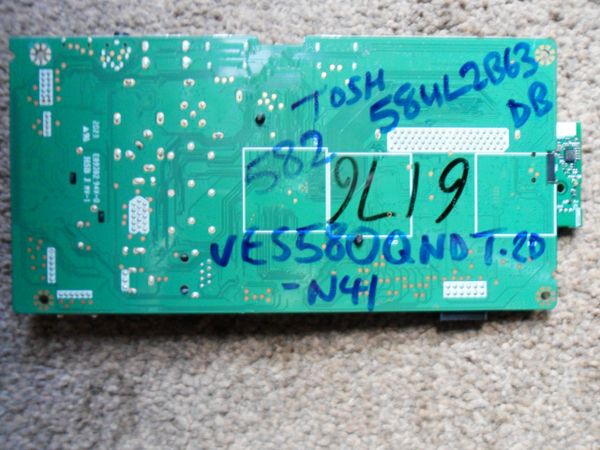 TOSH
58UL2B63
DB
582
9L19
VES580QNDT-2D
-N41